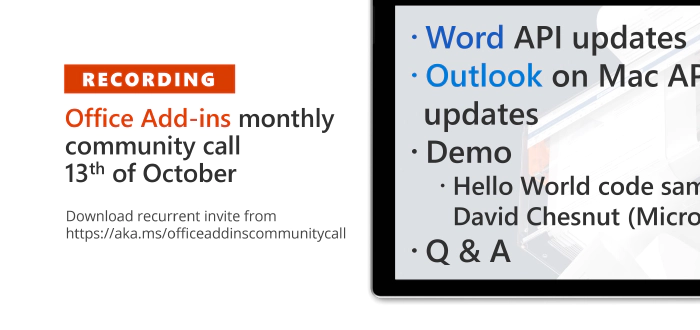 RECORDING
Office Add-ins monthly
community call
13th of October
Download recurrent invite from
https://aka.ms/officeaddinscommunitycall
· Word API updates
· Outlook on Mac AP
updates
· Demo
· Hello World code sam
David Chesnut (Micro
· Q & A